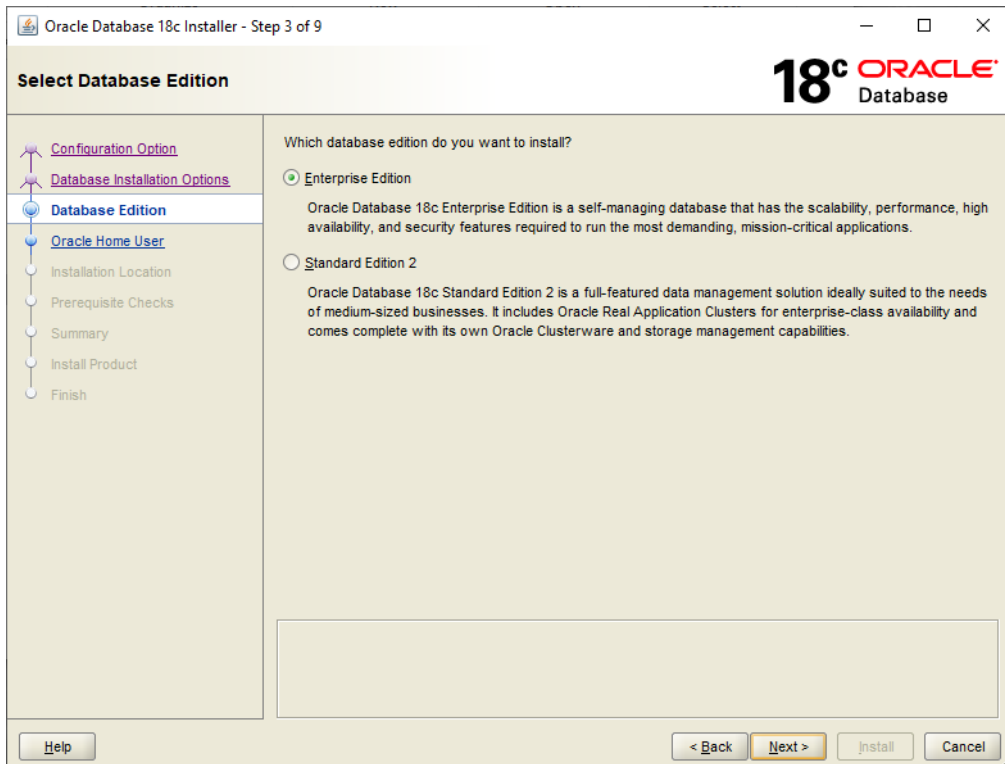 Oracle Database 18c Installer - Step 3 of 9
Select Database Edition
18c ORACLE
Database
Configuration Option
Database Installation Options
Database Edition
Oracle Home User
Installation Location
Prerequisite Checks
Summary
Install Product
Finish
Which database edition do you want to install?
Enterprise Edition
Oracle Database 18c Enterprise Edition is a self-managing database that has the scalability, performance, high
availability, and security features required to run the most demanding, mission-critical applications.
Standard Edition 2
Oracle Database 18c Standard Edition 2 is a full-featured data management solution ideally suited to the needs
of medium-sized businesses. It includes Oracle Real Application Clusters for enterprise-class availability and
comes complete with its own Oracle Clusterware and storage management capabilities.
Help
< Back
Next >
Install
Cancel